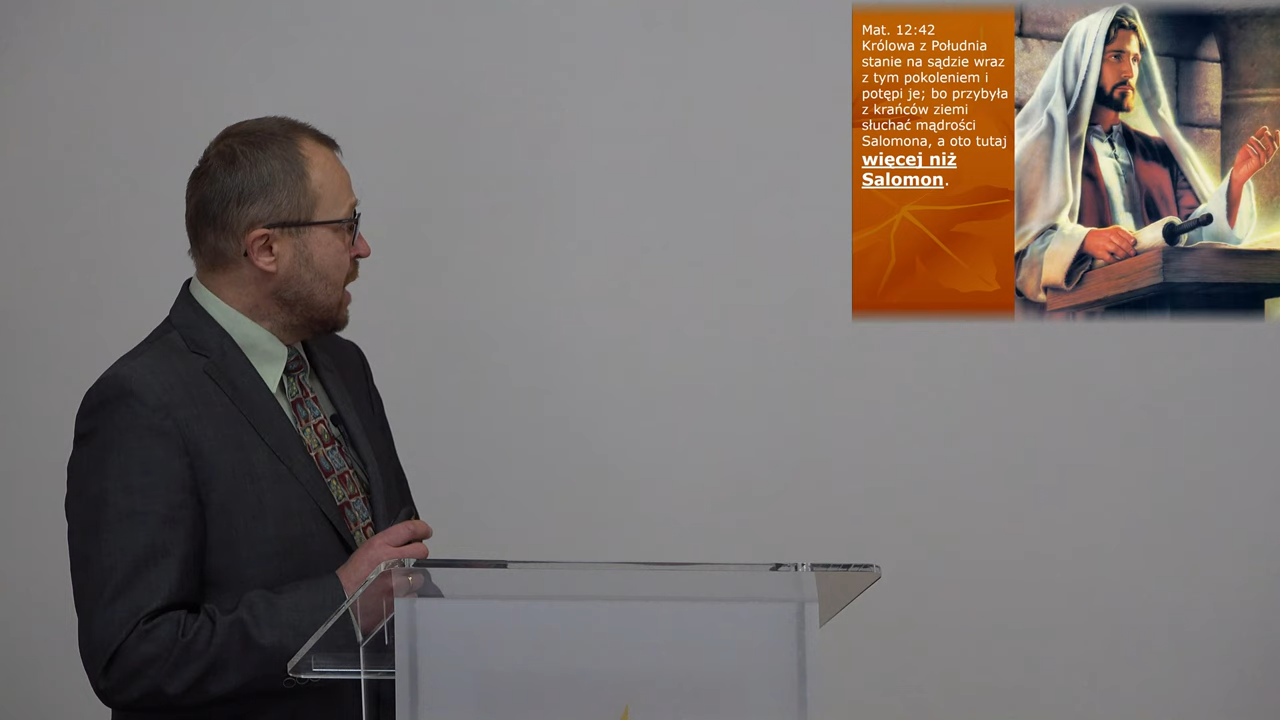 Mat. 12:42
Królowa z Południa
stanie na sądzie wraz
z tym pokoleniem i
potępi je; bo przybyła
z krańców ziemi
słuchać mądrości
Salomona, a oto tutaj
więcej niż
Salomon.